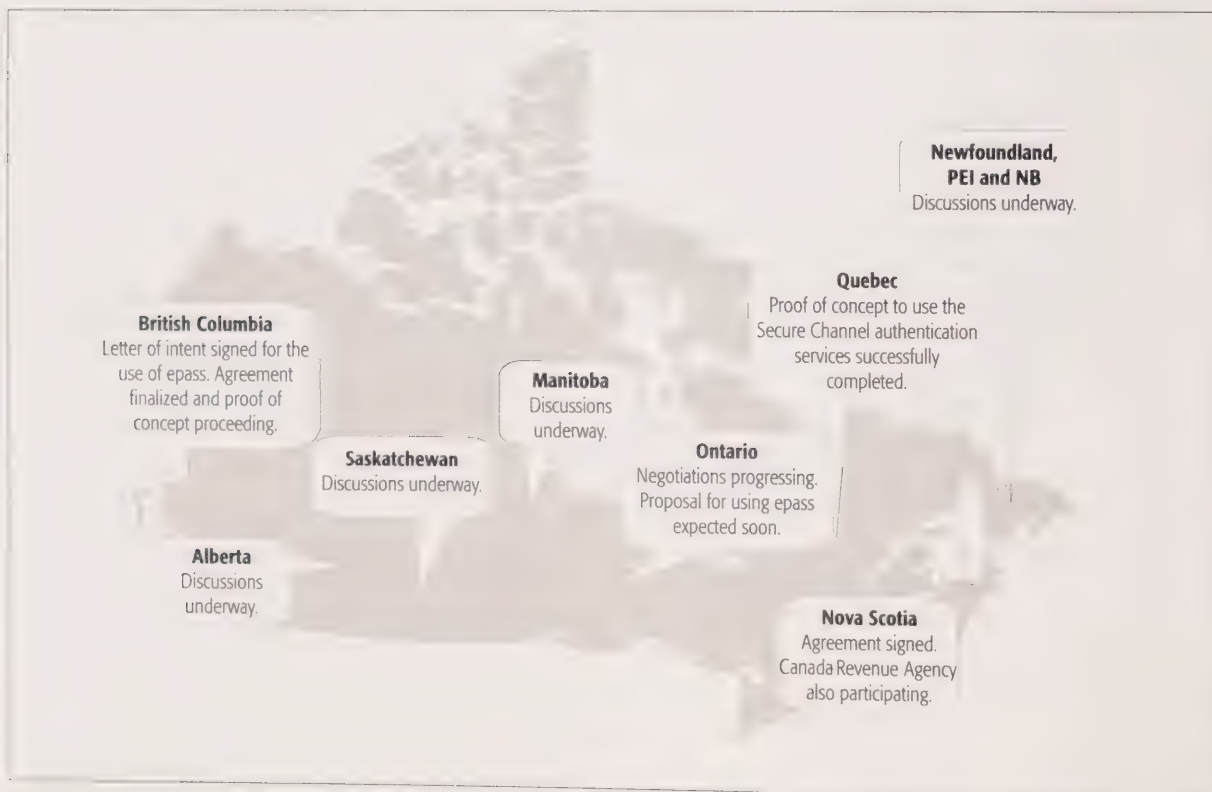 Newfoundland,
PEI and NB
Discussions underway.
Quebec
Proof of concept to use the
Secure Channel authentication
services successfully
completed.
British Columbia
Letter of intent signed for the
use of epass. Agreement
finalized and proof of
concept proceeding.
Manitoba
Discussions
underway.
Saskatchewan
Discussions underway.
Ontario
Negotiations progressing.
Proposal for using epass
expected soon.
Alberta
Discussions
underway.
Nova Scotia
Agreement signed.
Canada Revenue Agency
also participating.